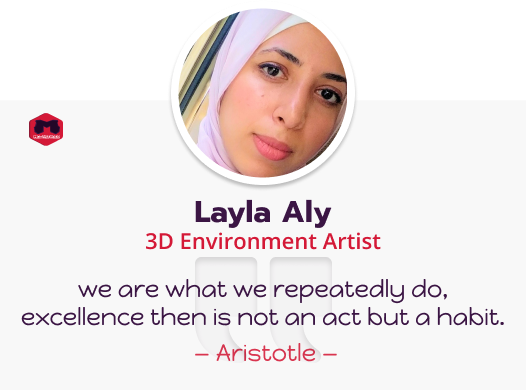 Layla Aly
3D Environment Artist
we are what we repeatedly do,
excellence then is not an act but a habit.
– Aristotle –